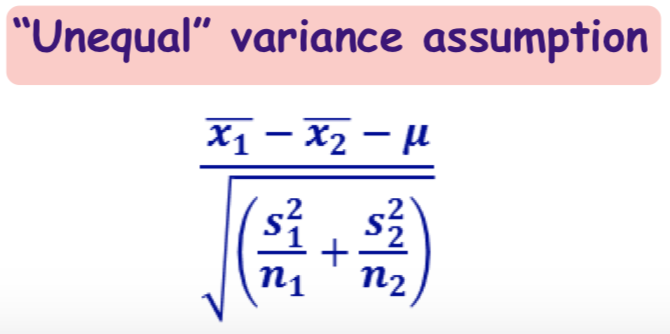 “Unequal” variance assumption
x̄₁ − x̄₂ − μ
√(s₁²/n₁ + s₂²/n₂)